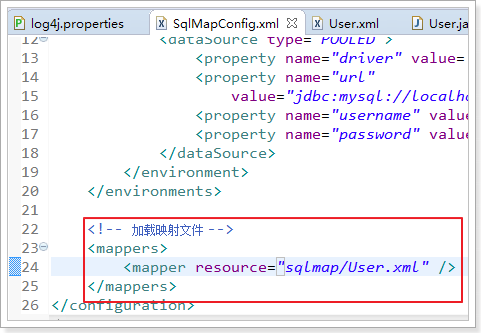 log4j.properties SqlMapConfig.xml User.xml User.ja
12 <dataSource type="POOLED">
13 <property name="driver" value=
14 <property name="url"
15 value="jdbc:mysql://localho
16 <property name="username" valu
17 <property name="password" valu
18 </dataSource>
19 </environment>
20 </environments>
21
22 <!-- 加载映射文件 -->
23 <mappers>
24 <mapper resource="sqlmap/User.xml" />
25 </mappers>
26 </configuration>